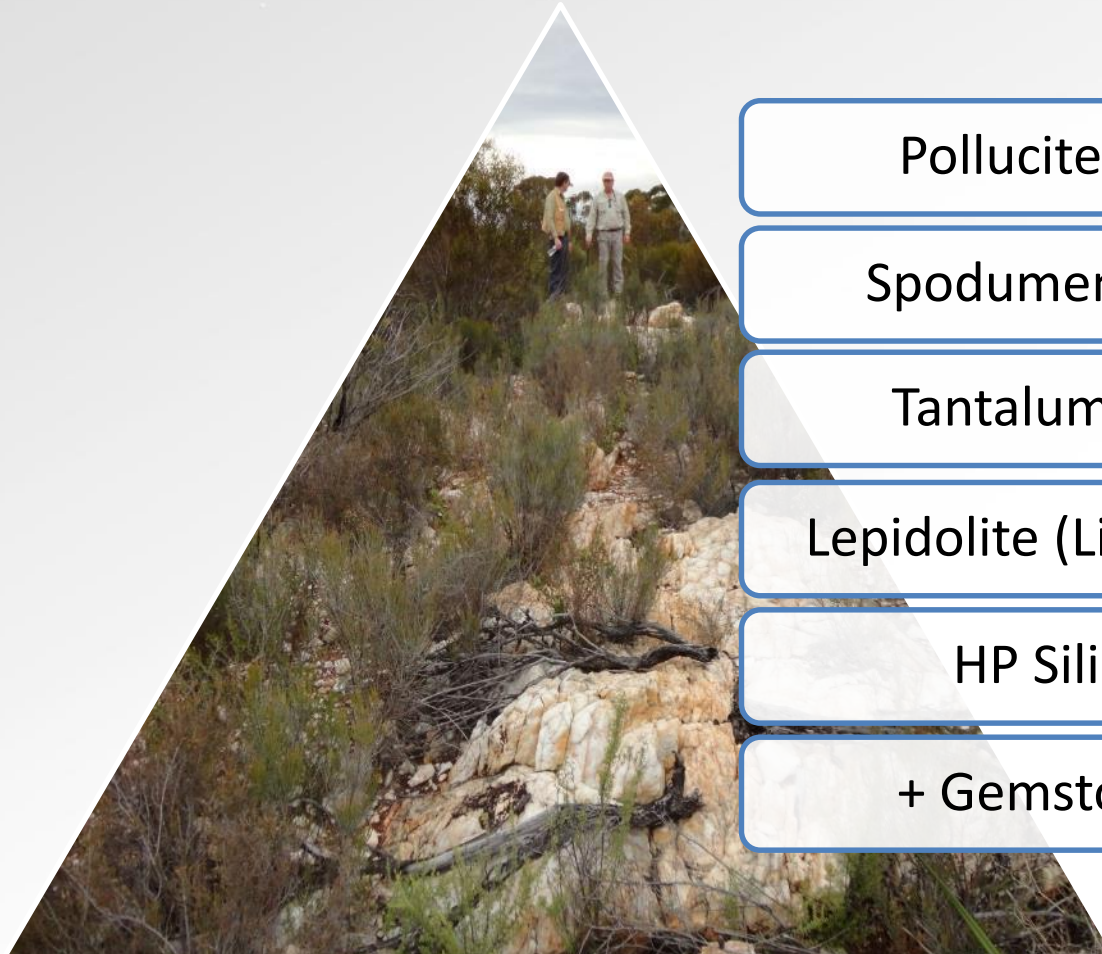 Pollucite
Spodumen
Tantalum
Lepidolite (Li
HP Sili
+ Gemsto